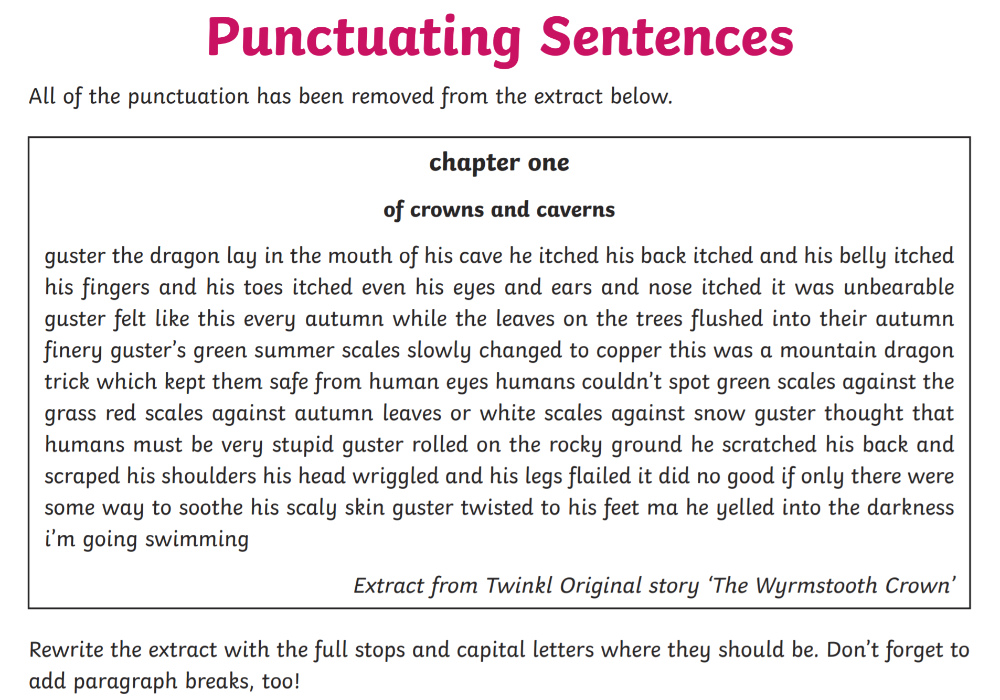 Punctuating Sentences
All of the punctuation has been removed from the extract below.
chapter one
of crowns and caverns
guster the dragon lay in the mouth of his cave he itched his back itched and his belly itched
his fingers and his toes itched even his eyes and ears and nose itched it was unbearable
guster felt like this every autumn while the leaves on the trees flushed into their autumn
finery guster’s green summer scales slowly changed to copper this was a mountain dragon
trick which kept them safe from human eyes humans couldn’t spot green scales against the
grass red scales against autumn leaves or white scales against snow guster thought that
humans must be very stupid guster rolled on the rocky ground he scratched his back and
scraped his shoulders his head wriggled and his legs flailed it did no good if only there were
some way to soothe his scaly skin guster twisted to his feet ma he yelled into the darkness
i’m going swimming
Extract from Twinkl Original story ‘The Wyrmstooth Crown’
Rewrite the extract with the full stops and capital letters where they should be. Don’t forget to
add paragraph breaks, too!